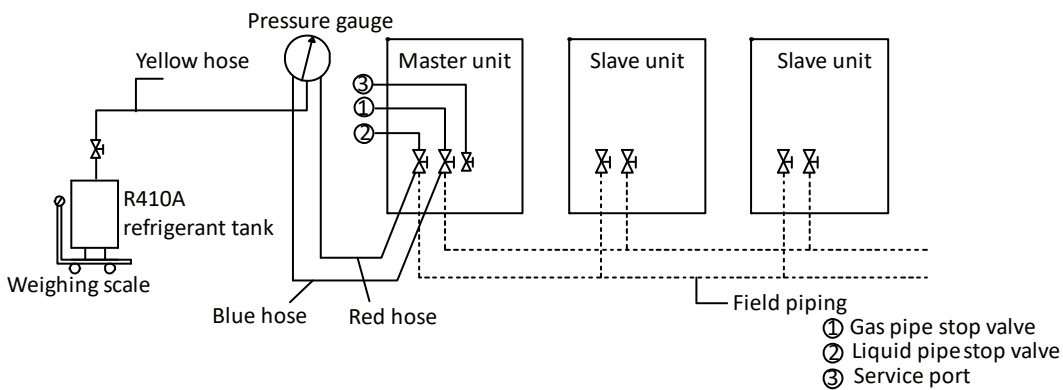 Pressure gauge
Yellow hose
Master unit
Slave unit
Slave unit
③
①
②
R410A
refrigerant tank
Weighing scale
Blue hose
Red hose
Field piping
① Gas pipe stop valve
② Liquid pipe stop valve
③ Service port